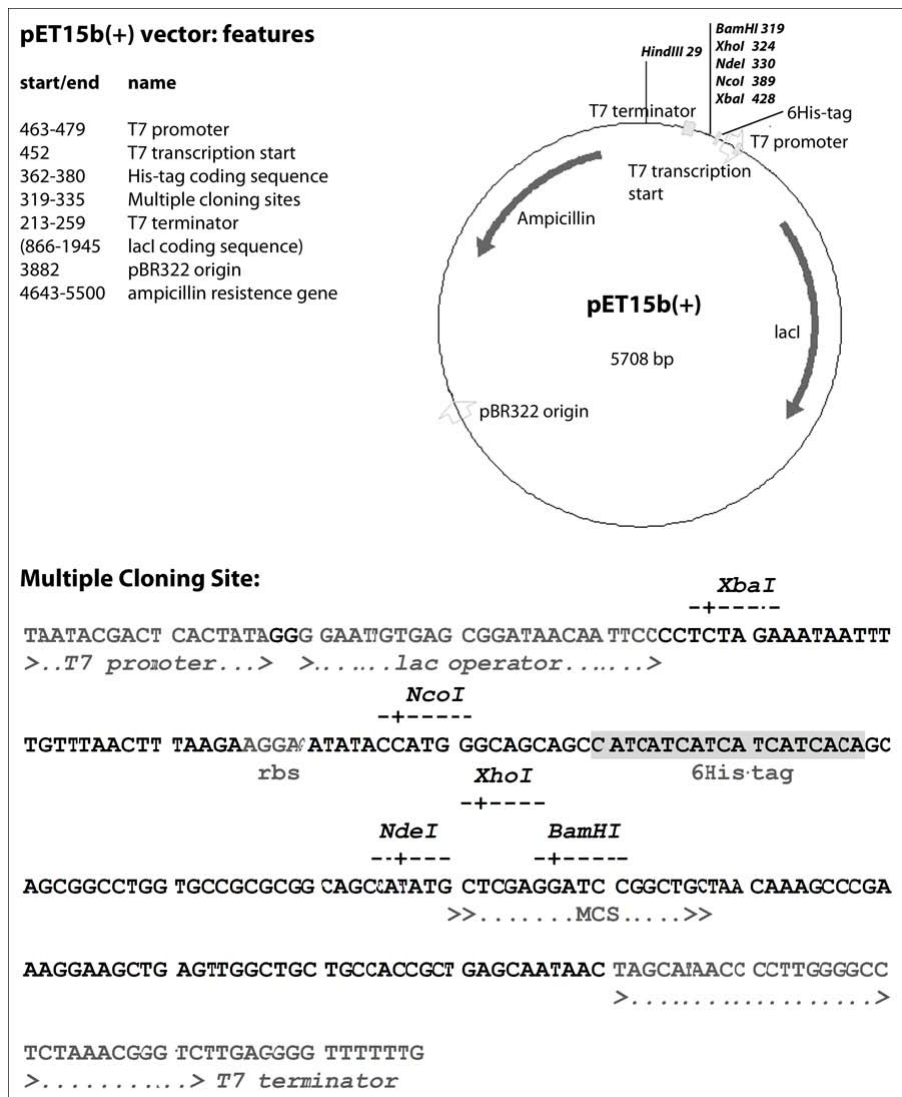 pET15b(+) vector: features
start/end name
463-479 T7 promoter
452 T7 transcription start
362-380 His-tag coding sequence
319-335 Multiple cloning sites
213-259 T7 terminator
(866-1945 lacI coding sequence)
3882 pBR322 origin
4643-5500 ampicillin resistence gene
BamHI 319
XhoI 324
NdeI 330
NcoI 389
XbaI 428
HindIII 29
T7 terminator
6His-tag
T7 promoter
T7 transcription
start
Ampicillin
pET15b(+)
5708 bp
lacI
pBR322 origin
Multiple Cloning Site:
XbaI
TAATACGACT CACTATAGGG GAATTGTGAG CGGATAACAA TTCCCCTCTA GAAATAATTT
>..T7 promoter...> >.......lac operator.......>
NcoI
TGTTTAACTT TAAGAAGGAG ATATACCATG GGCAGCAGCC ATCATCATCA TCATCACAGC
rbs 6His·tag
XhoI
NdeI BamHI
AGCGGCCTGG TGCCGCGCGG CAGCCATATG CTCGAGGATC CGGCTGCTAA CAAAGCCCGA
>>.......MCS.....>>
AAGGAAGCTG AGTTGGCTGC TGCCACCGCT GAGCAATAAC TAGCATAACC CCTTGGGGCC
>...................>
TCTAAACGGG TCTTGAGGGG TTTTTTG
>............> T7 terminator